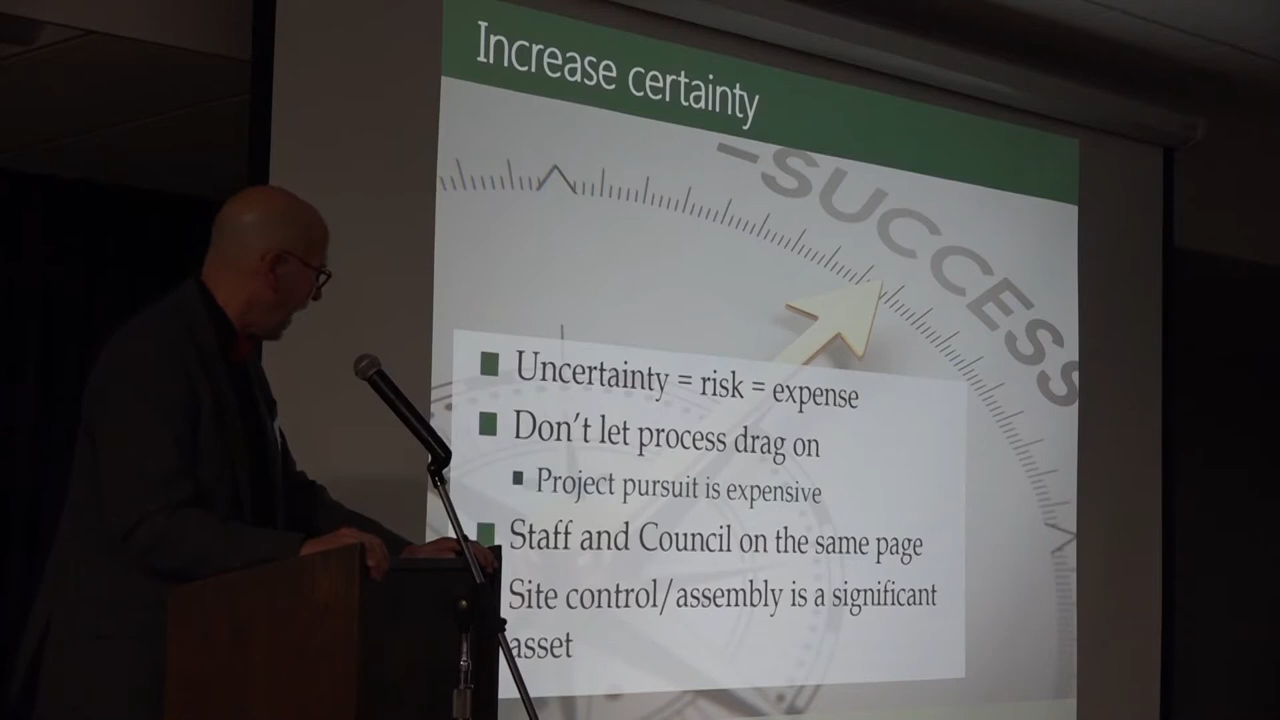 Increase certainty
–SUCCESS
Uncertainty = risk = expense
Don't let process drag on
Project pursuit is expensive
Staff and Council on the same page
Site control/assembly is a significant
asset